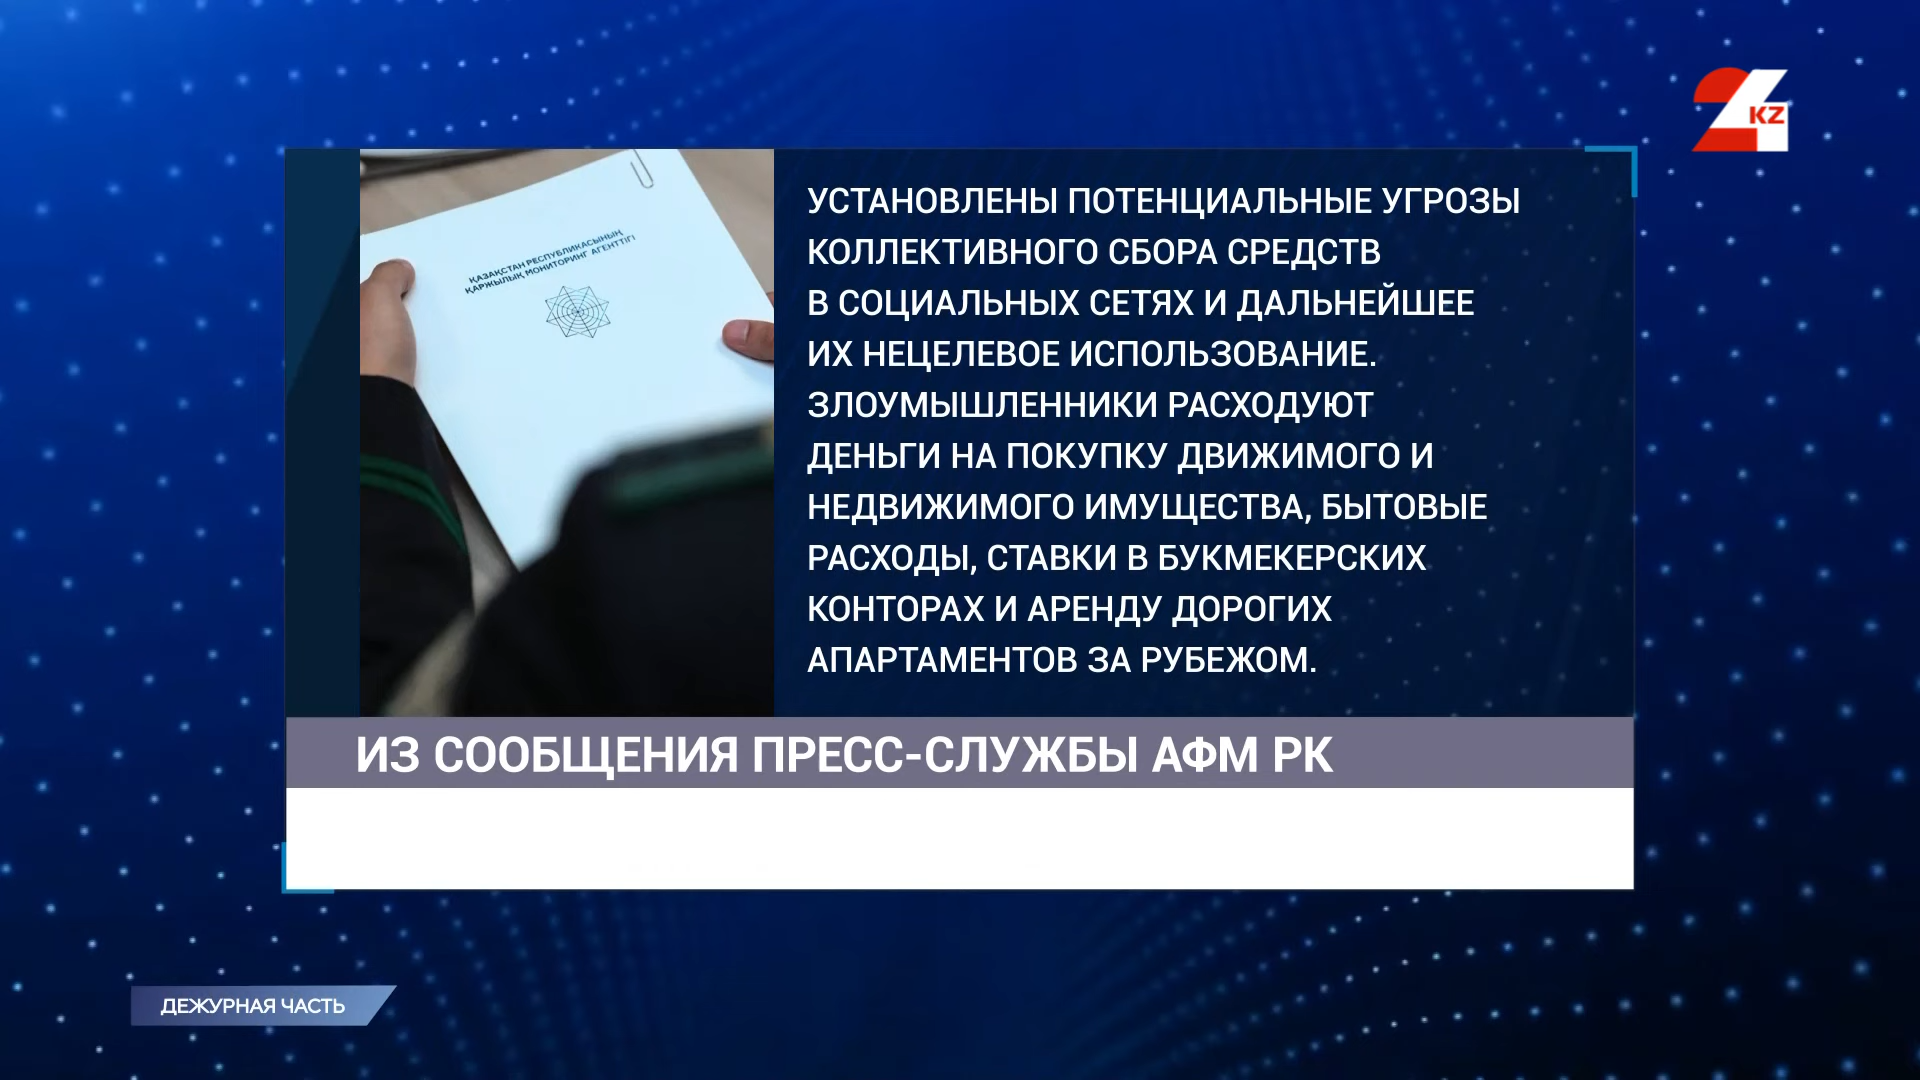 24
KZ
ҚАЗАҚСТАН РЕСПУБЛИКАСЫНЫҢ
ҚАРЖЫЛЫҚ МОНИТОРИНГ АГЕНТТІГІ
УСТАНОВЛЕНЫ ПОТЕНЦИАЛЬНЫЕ УГРОЗЫ
КОЛЛЕКТИВНОГО СБОРА СРЕДСТВ
В СОЦИАЛЬНЫХ СЕТЯХ И ДАЛЬНЕЙШЕЕ
ИХ НЕЦЕЛЕВОЕ ИСПОЛЬЗОВАНИЕ.
ЗЛОУМЫШЛЕННИКИ РАСХОДУЮТ
ДЕНЬГИ НА ПОКУПКУ ДВИЖИМОГО И
НЕДВИЖИМОГО ИМУЩЕСТВА, БЫТОВЫЕ
РАСХОДЫ, СТАВКИ В БУКМЕКЕРСКИХ
КОНТОРАХ И АРЕНДУ ДОРОГИХ
АПАРТАМЕНТОВ ЗА РУБЕЖОМ.
ИЗ СООБЩЕНИЯ ПРЕСС-СЛУЖБЫ АФМ РК
ДЕЖУРНАЯ ЧАСТЬ